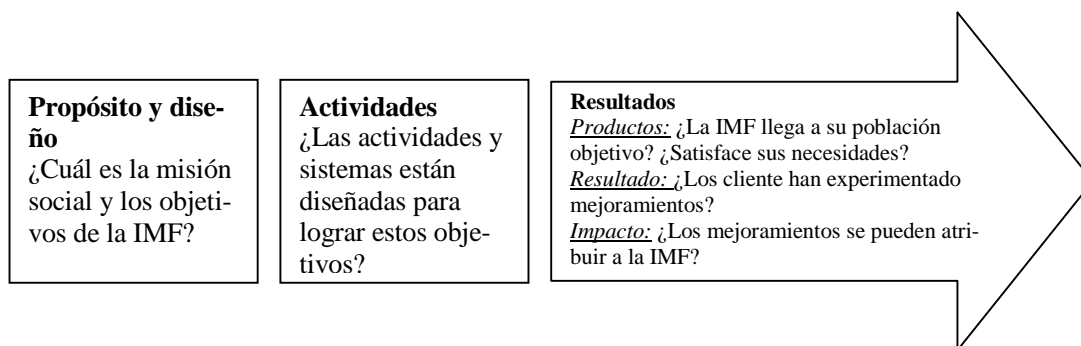 Propósito y dise-
ño
¿Cuál es la misión
social y los objeti-
vos de la IMF?
Actividades
¿Las actividades y
sistemas están
diseñadas para
lograr estos obje-
tivos?
Resultados
Productos: ¿La IMF llega a su población
objetivo? ¿Satisface sus necesidades?
Resultado: ¿Los cliente han experimentado
mejoramientos?
Impacto: ¿Los mejoramientos se pueden atri-
buir a la IMF?